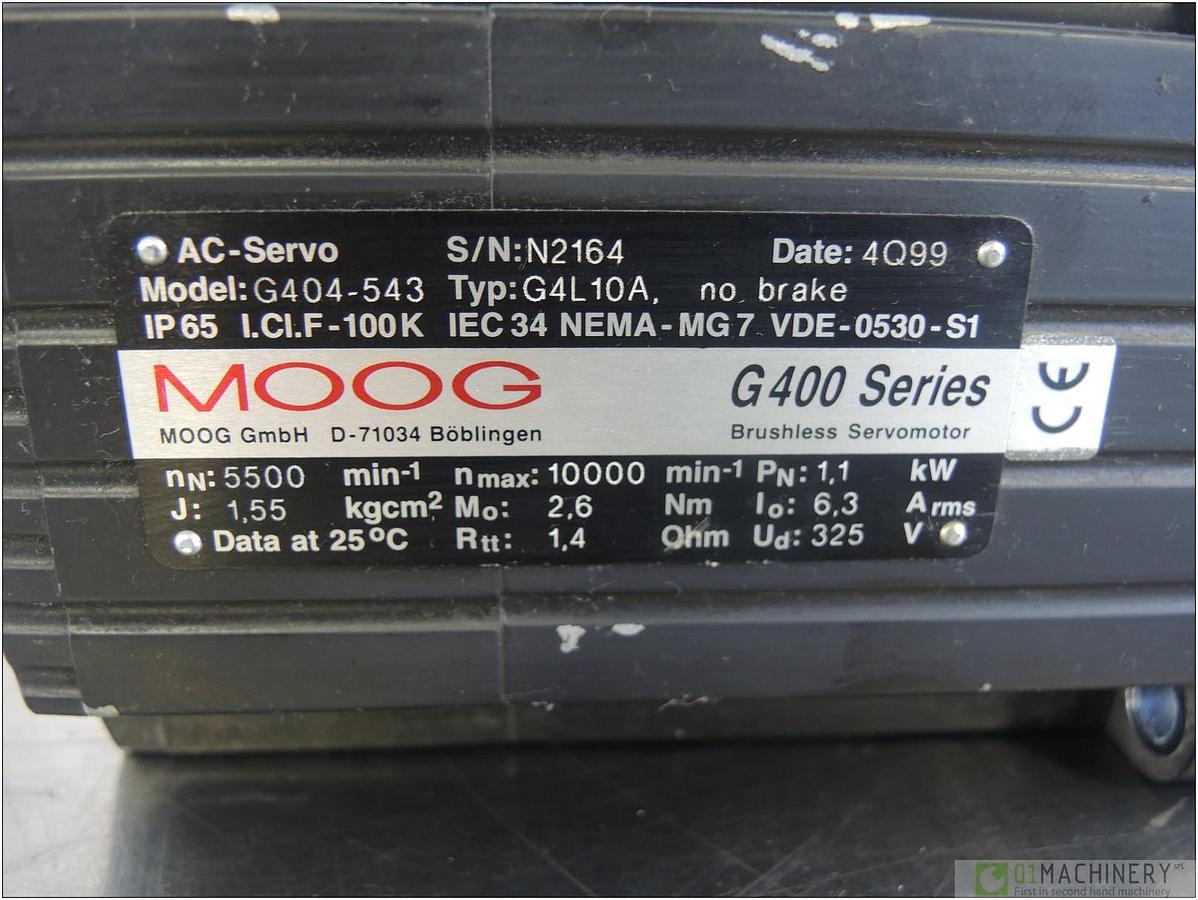 AC-Servo S/N: N2164 Date: 4Q99
Model: G404-543 Typ: G4L10A, no brake
IP 65 I.Cl.F-100K IEC 34 NEMA-MG 7 VDE-0530-S1
MOOG G400 Series CE
MOOG GmbH D-71034 Böblingen Brushless Servomotor
nN: 5500 min-1 nmax: 10000 min-1 PN: 1,1 kW
J: 1,55 kgcm² Mo: 2,6 Nm Io: 6,3 Arms
Data at 25°C Rtt: 1,4 Ohm Ud: 325 V
01MACHINERY srl
First in second hand machinery